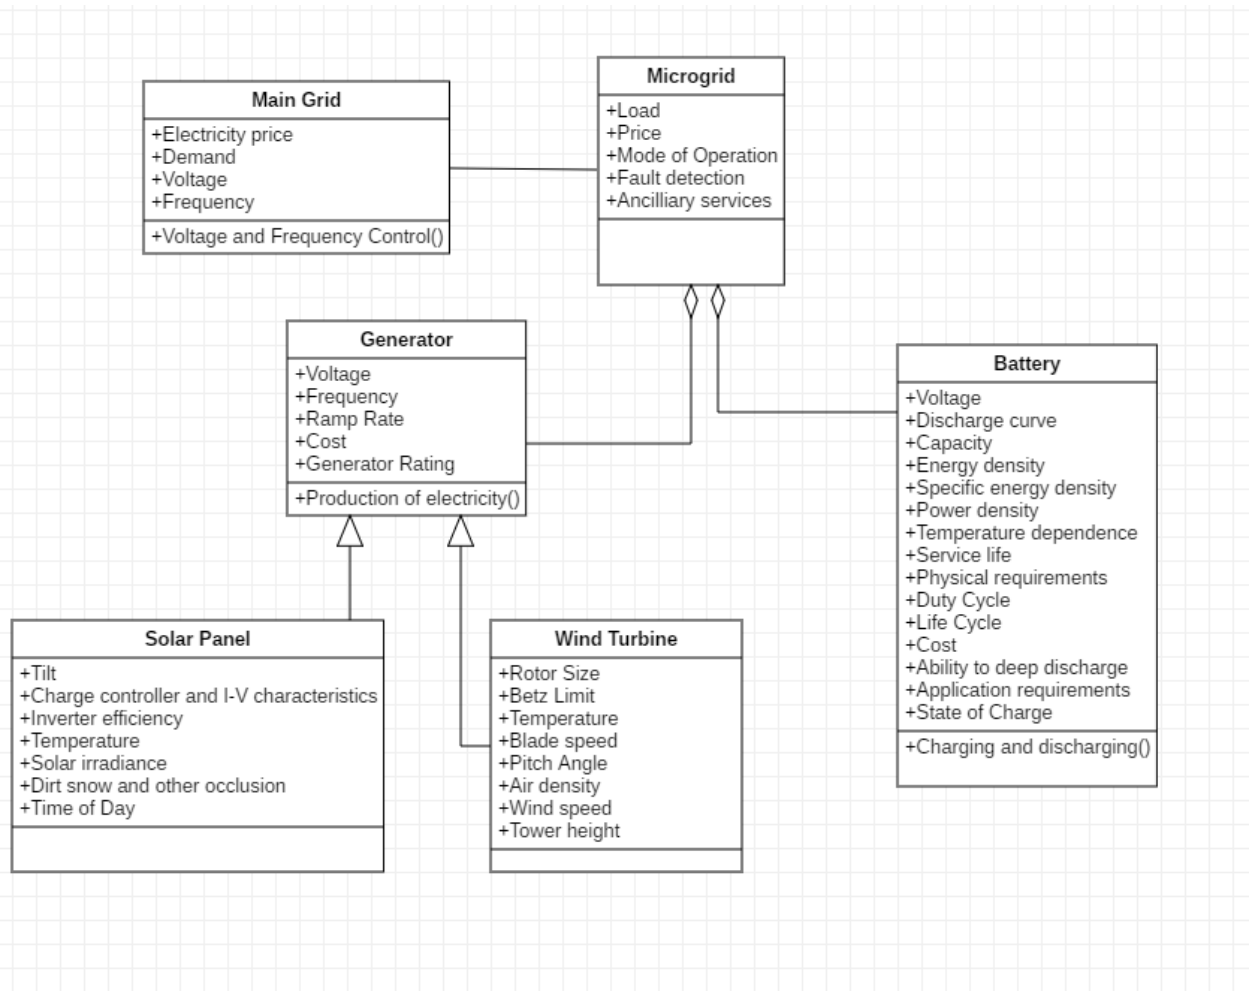 Main Grid
+Electricity price
+Demand
+Voltage
+Frequency
+Voltage and Frequency Control()
Microgrid
+Load
+Price
+Mode of Operation
+Fault detection
+Ancilliary services
Generator
+Voltage
+Frequency
+Ramp Rate
+Cost
+Generator Rating
+Production of electricity()
Battery
+Voltage
+Discharge curve
+Capacity
+Energy density
+Specific energy density
+Power density
+Temperature dependence
+Service life
+Physical requirements
+Duty Cycle
+Life Cycle
+Cost
+Ability to deep discharge
+Application requirements
+State of Charge
+Charging and discharging()
Solar Panel
+Tilt
+Charge controller and I-V characteristics
+Inverter efficiency
+Temperature
+Solar irradiance
+Dirt snow and other occlusion
+Time of Day
Wind Turbine
+Rotor Size
+Betz Limit
+Temperature
+Blade speed
+Pitch Angle
+Air density
+Wind speed
+Tower height